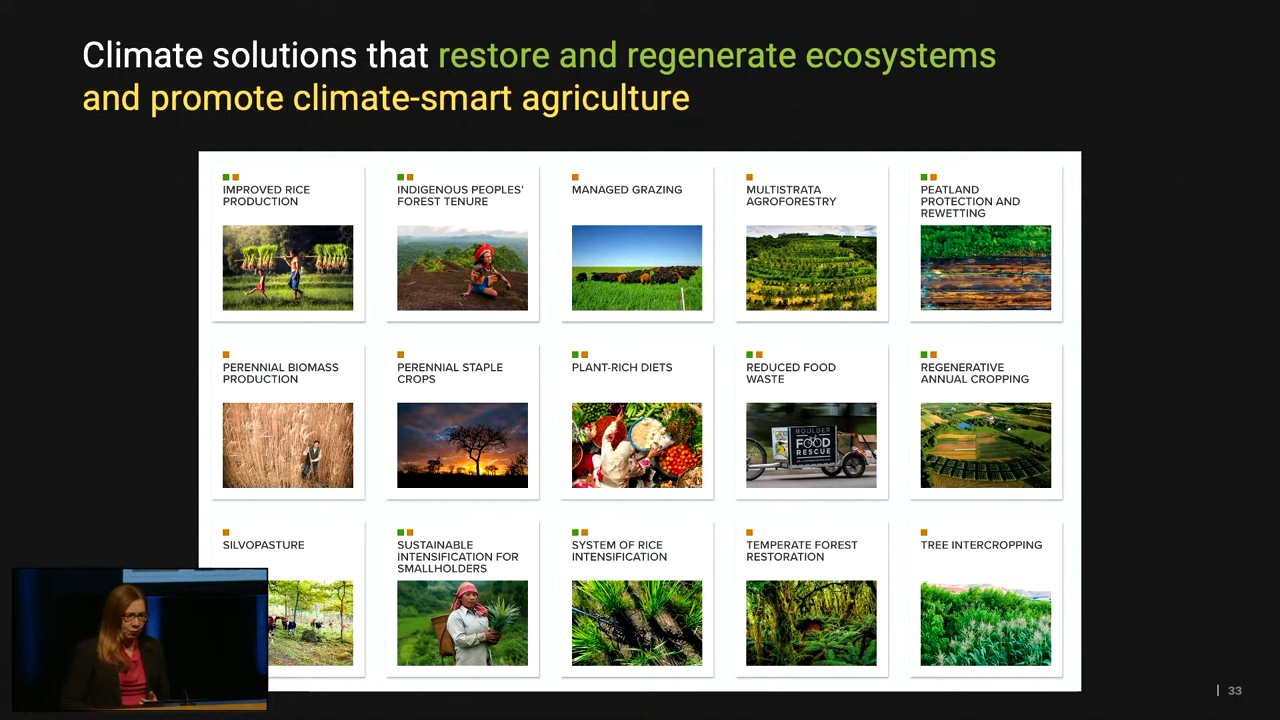 Climate solutions that restore and regenerate ecosystems
and promote climate-smart agriculture
IMPROVED RICE
PRODUCTION
INDIGENOUS PEOPLES'
FOREST TENURE
MANAGED GRAZING
MULTISTRATA
AGROFORESTRY
PEATLAND
PROTECTION AND
REWETTING
PERENNIAL BIOMASS
PRODUCTION
PERENNIAL STAPLE
CROPS
PLANT-RICH DIETS
REDUCED FOOD
WASTE
BOULDER
FOOD
RESCUE
REGENERATIVE
ANNUAL CROPPING
SILVOPASTURE
SUSTAINABLE
INTENSIFICATION FOR
SMALLHOLDERS
SYSTEM OF RICE
INTENSIFICATION
TEMPERATE FOREST
RESTORATION
TREE INTERCROPPING
| 33